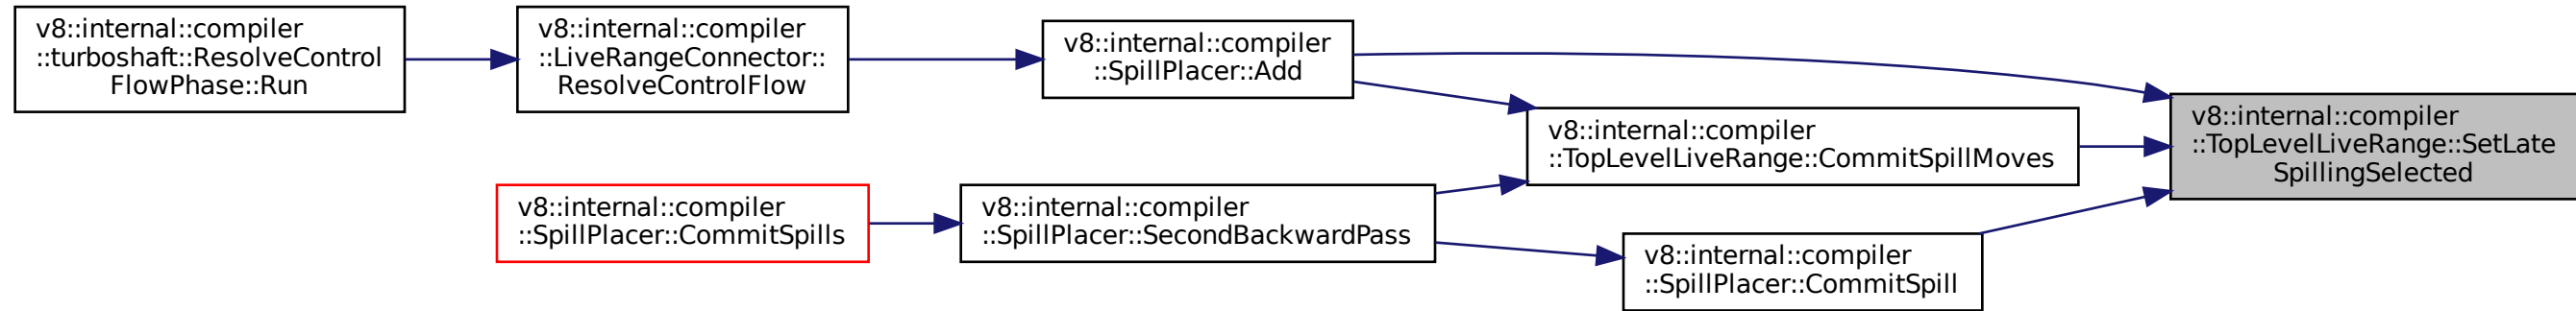 v8::internal::compiler
::turboshaft::ResolveControl
FlowPhase::Run
v8::internal::compiler
::LiveRangeConnector::
ResolveControlFlow
v8::internal::compiler
::SpillPlacer::Add
v8::internal::compiler
::TopLevelLiveRange::CommitSpillMoves
v8::internal::compiler
::TopLevelLiveRange::SetLate
SpillingSelected
v8::internal::compiler
::SpillPlacer::CommitSpills
v8::internal::compiler
::SpillPlacer::SecondBackwardPass
v8::internal::compiler
::SpillPlacer::CommitSpill